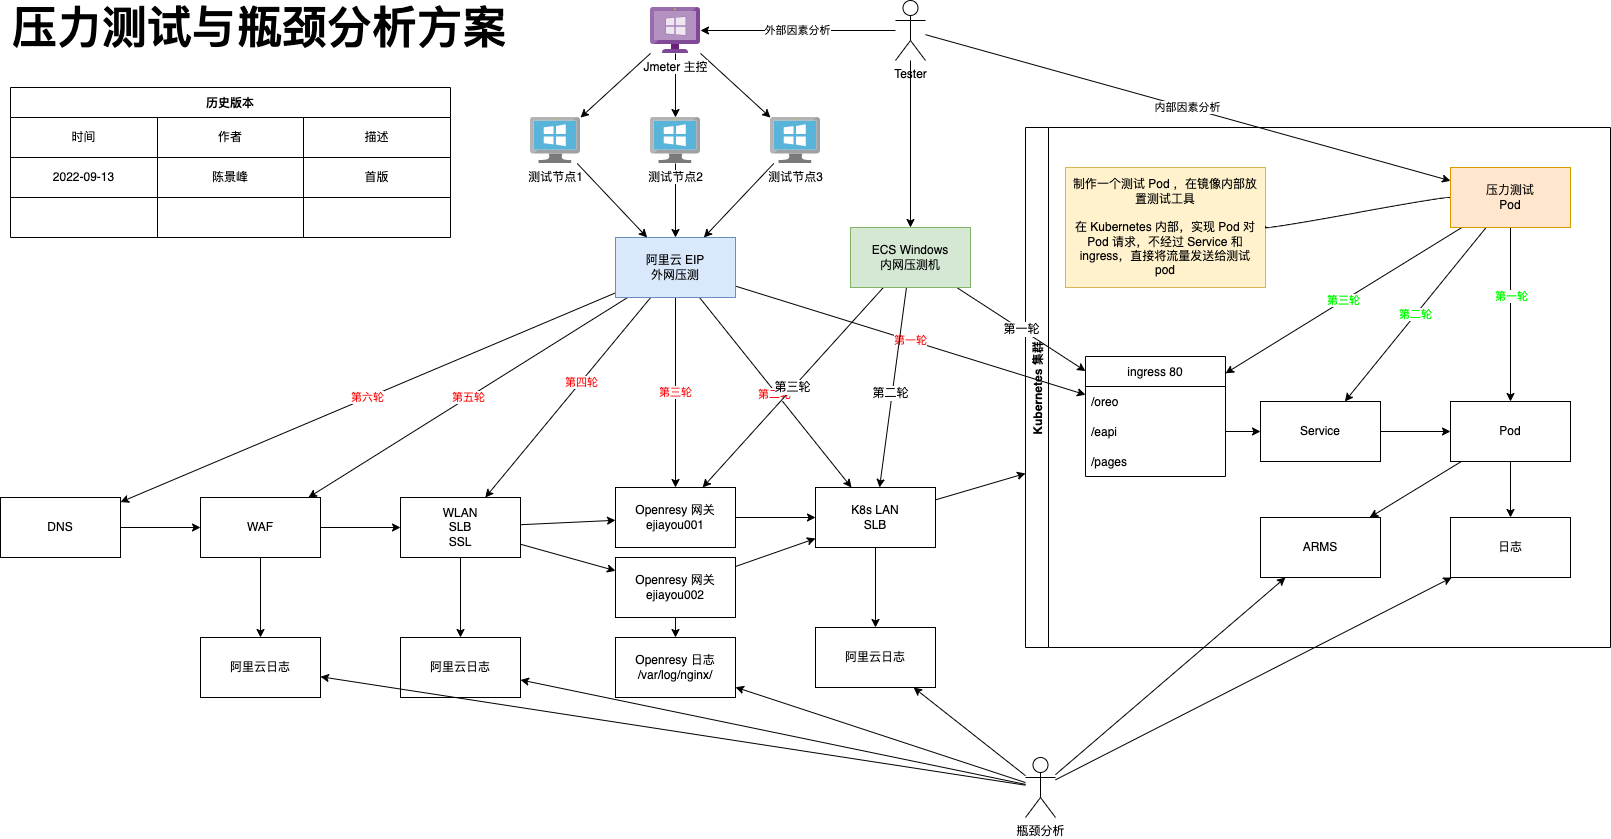 压力测试与瓶颈分析方案
历史版本
时间
作者
描述
2022-09-13
陈景峰
首版
Jmeter 主控
外部因素分析
Tester
内部因素分析
测试节点1
测试节点2
测试节点3
阿里云 EIP
外网压测
ECS Windows
内网压测机
制作一个测试 Pod ，在镜像内部放
置测试工具
在 Kubernetes 内部，实现 Pod 对
Pod 请求，不经过 Service 和
ingress，直接将流量发送给测试
pod
压力测试
Pod
第三轮
第二轮
第一轮
第一轮
第一轮
第六轮
第五轮
第四轮
第三轮
第二轮
第三轮
第二轮
Kubernetes 集群
ingress 80
/oreo
/eapi
/pages
Service
Pod
DNS
WAF
WLAN
SLB
SSL
Openresy 网关
ejiayou001
K8s LAN
SLB
Openresy 网关
ejiayou002
ARMS
日志
阿里云日志
阿里云日志
Openresy 日志
/var/log/nginx/
阿里云日志
瓶颈分析